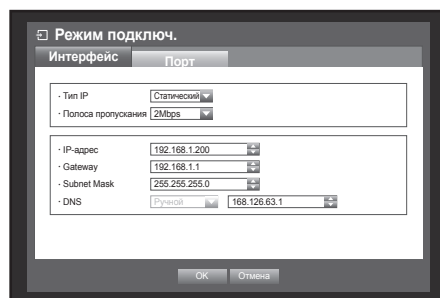 Режим подключ.
Интерфейс Порт
· Тип IP Статический
· Полоса пропускания 2Mbps
· IP-адрес 192.168.1.200
· Gateway 192.168.1.1
· Subnet Mask 255.255.255.0
· DNS Ручной 168.126.63.1
OK Отмена